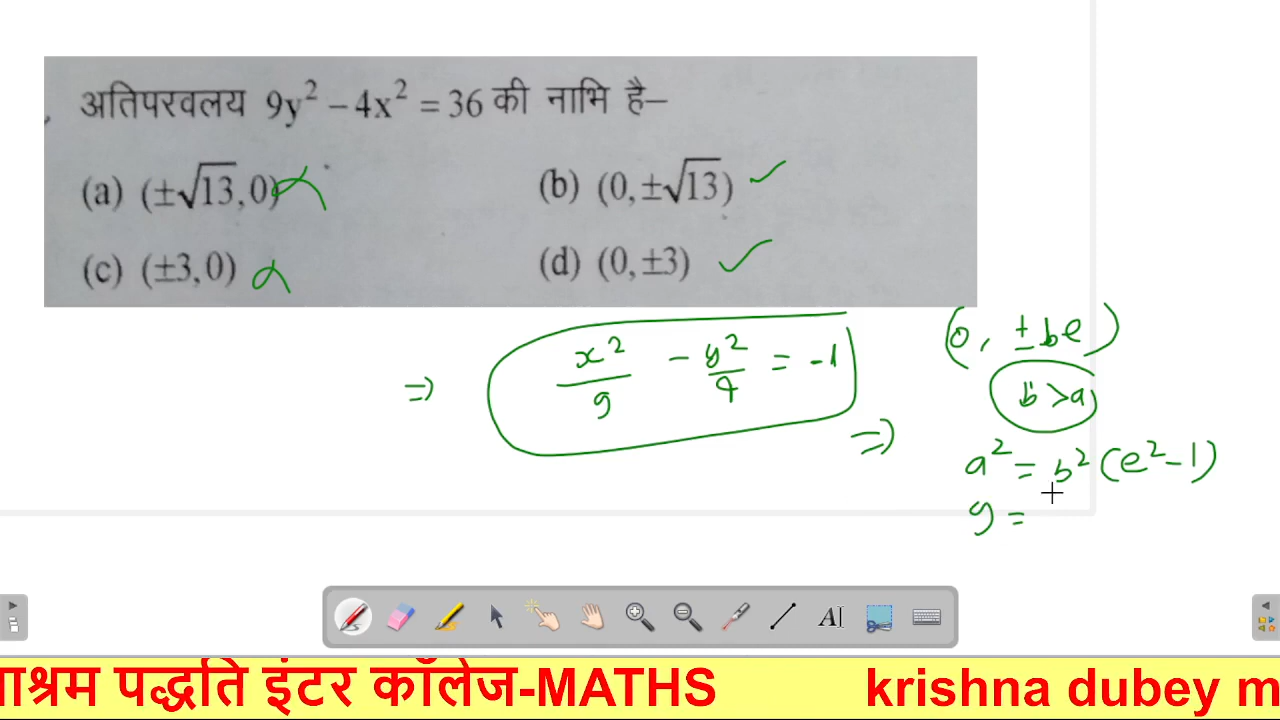 अतिपरवलय 9y² – 4x² = 36 की नाभि है–
(a) (±√13,0)
(b) (0,±√13)
(c) (±3,0)
(d) (0,±3)
⇒ x²/9 – y²/4 = -1
(0, ± be)
b > a
⇒ a² = b² (e² – 1)
9 =
AI
ाश्रम पद्धति इंटर कॉलेज-MATHS krishna dubey m